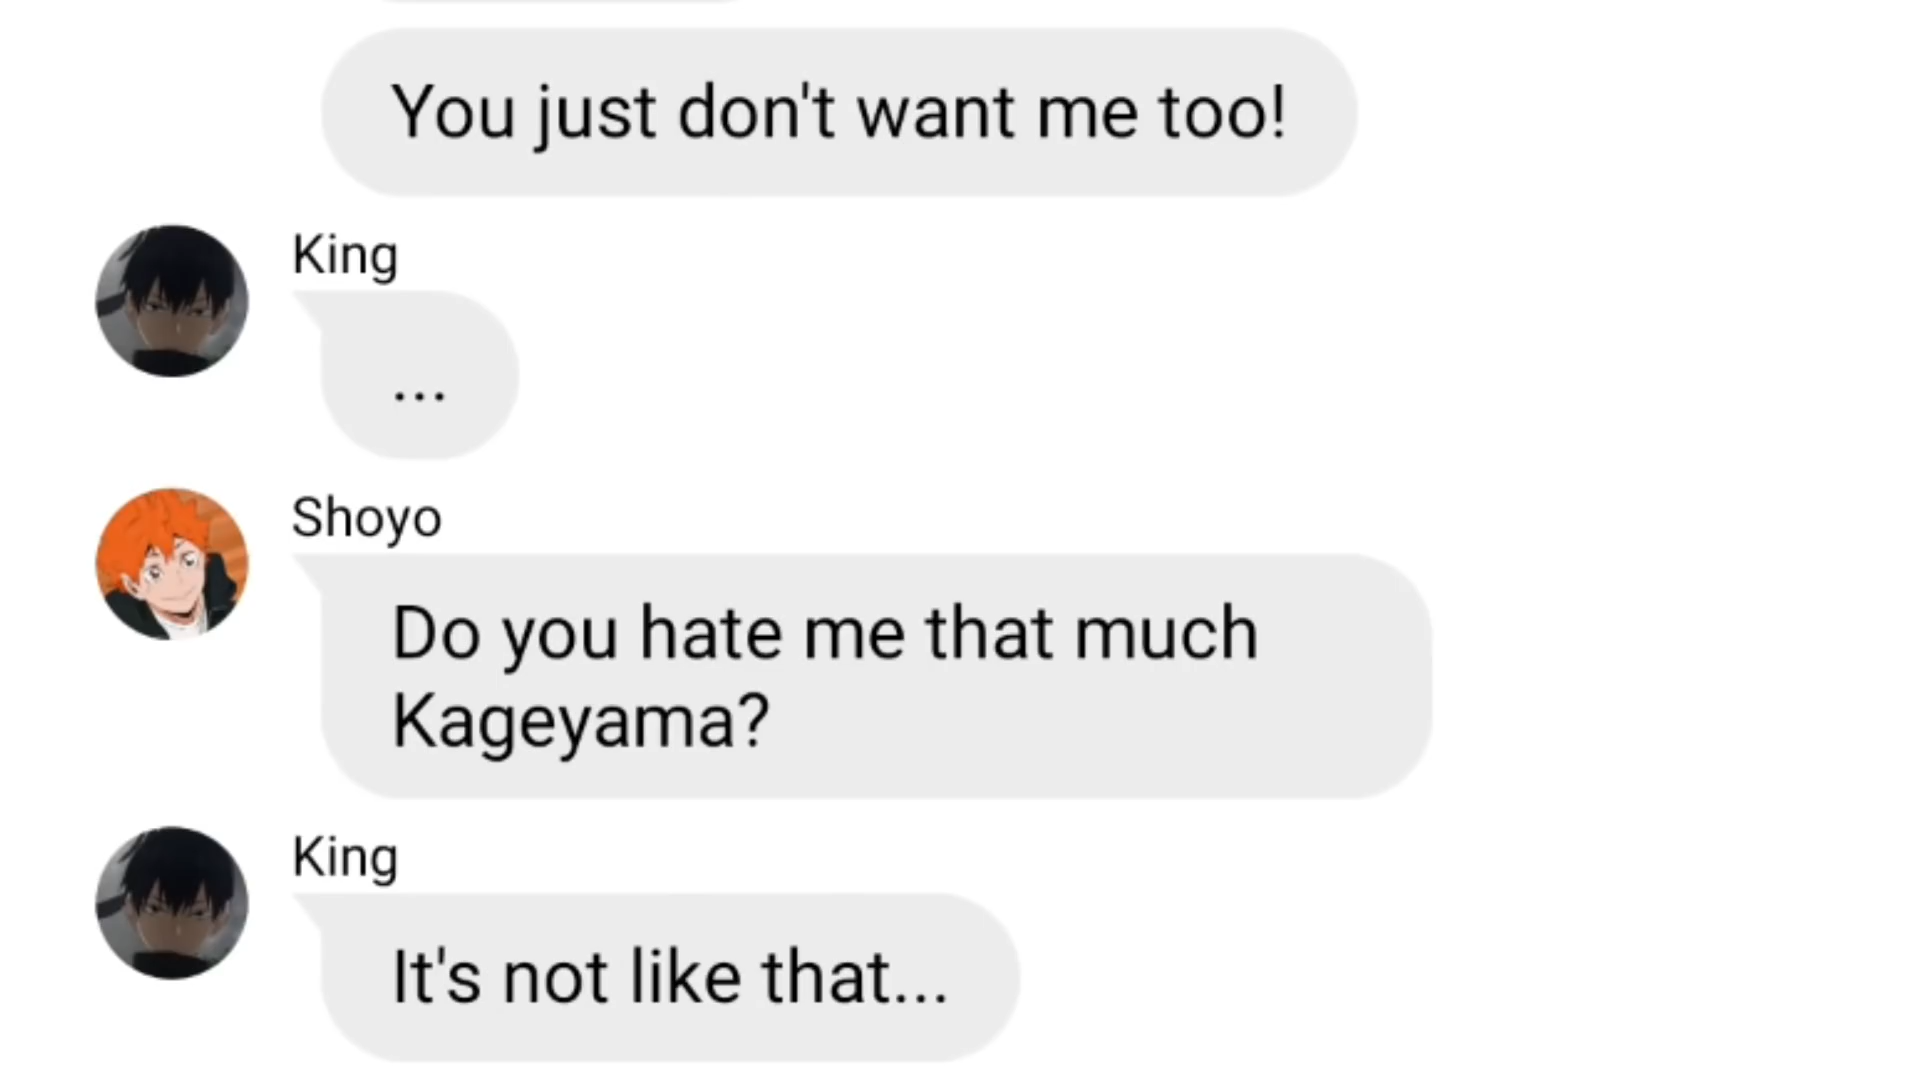 You just don't want me too!
King
...
Shoyo
Do you hate me that much
Kageyama?
King
It's not like that...